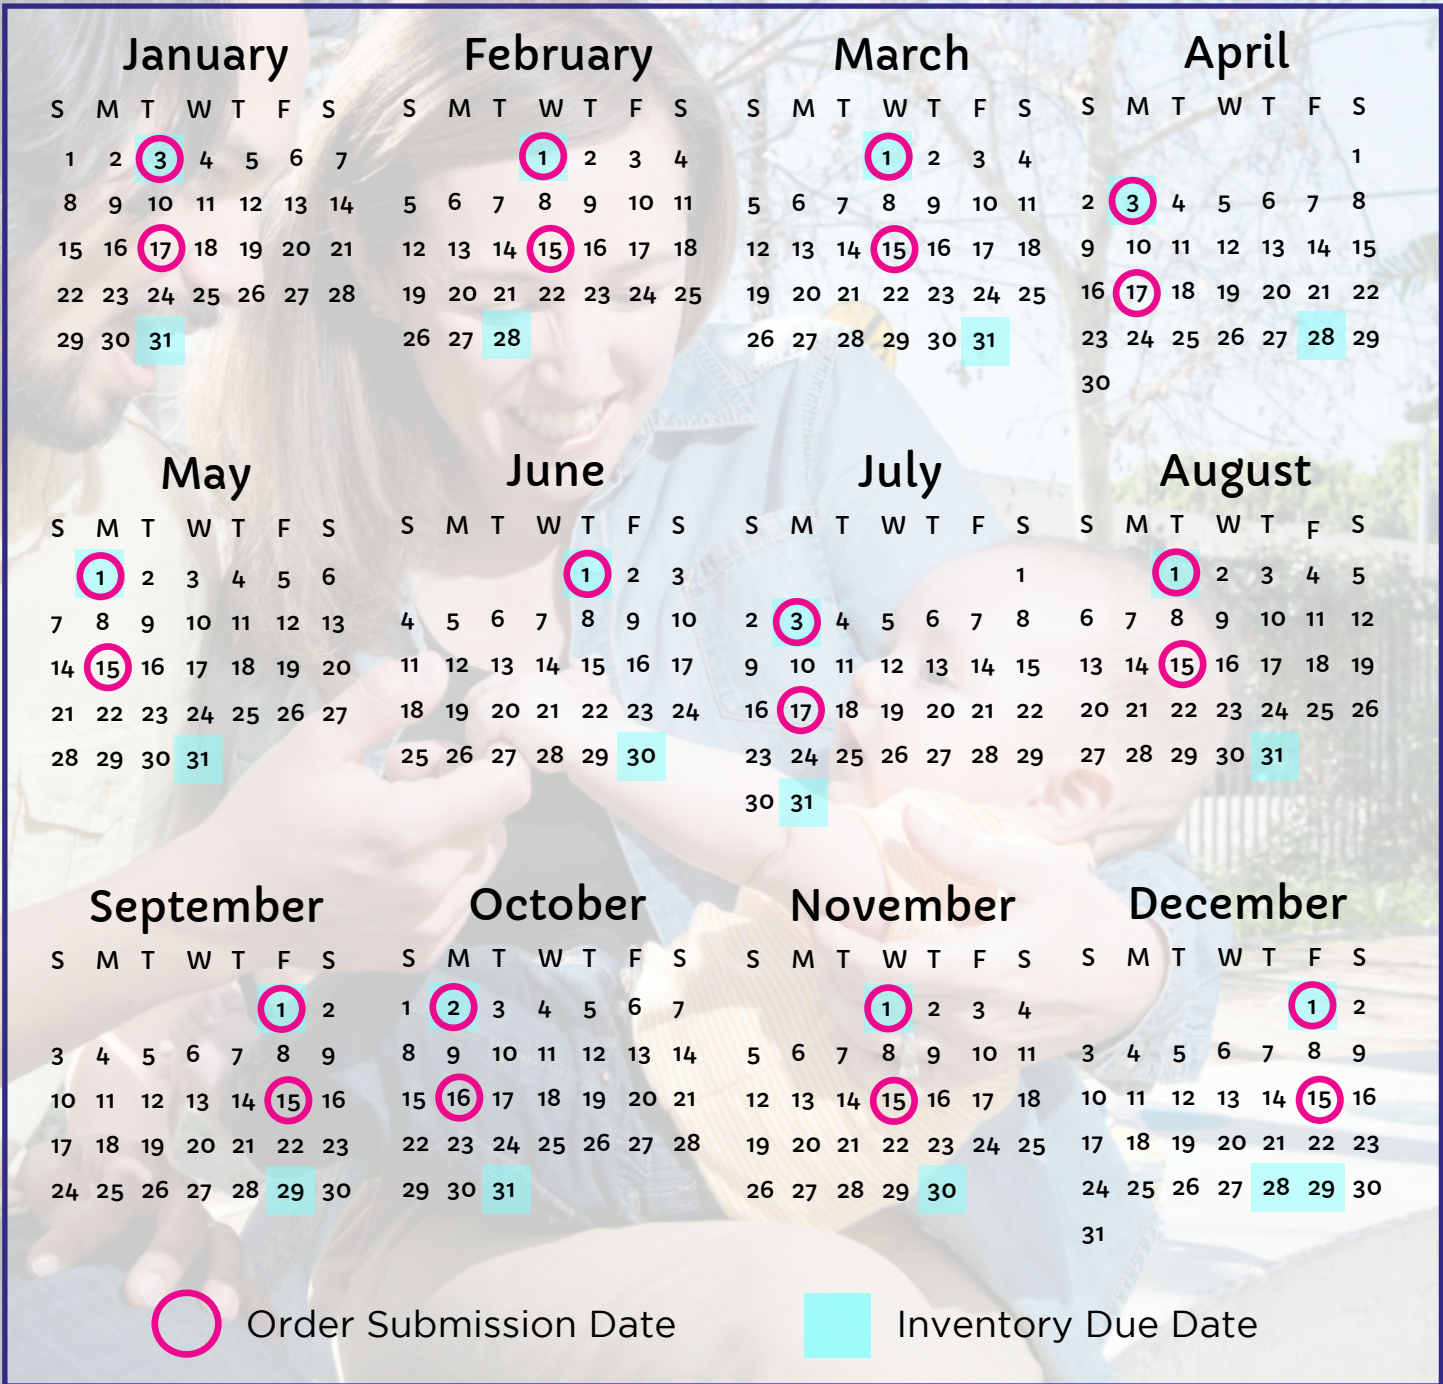 January
S M T W T F S
1 2 3 4 5 6 7
8 9 10 11 12 13 14
15 16 17 18 19 20 21
22 23 24 25 26 27 28
29 30 31
February
S M T W T F S
1 2 3 4
5 6 7 8 9 10 11
12 13 14 15 16 17 18
19 20 21 22 23 24 25
26 27 28
March
S M T W T F S
1 2 3 4
5 6 7 8 9 10 11
12 13 14 15 16 17 18
19 20 21 22 23 24 25
26 27 28 29 30 31
April
S M T W T F S
1
2 3 4 5 6 7 8
9 10 11 12 13 14 15
16 17 18 19 20 21 22
23 24 25 26 27 28 29
30
May
S M T W T F S
1 2 3 4 5 6
7 8 9 10 11 12 13
14 15 16 17 18 19 20
21 22 23 24 25 26 27
28 29 30 31
June
S M T W T F S
1 2 3
4 5 6 7 8 9 10
11 12 13 14 15 16 17
18 19 20 21 22 23 24
25 26 27 28 29 30
July
S M T W T F S
1
2 3 4 5 6 7 8
9 10 11 12 13 14 15
16 17 18 19 20 21 22
23 24 25 26 27 28 29
30 31
August
S M T W T F S
1 2 3 4 5
6 7 8 9 10 11 12
13 14 15 16 17 18 19
20 21 22 23 24 25 26
27 28 29 30 31
September
S M T W T F S
1 2
3 4 5 6 7 8 9
10 11 12 13 14 15 16
17 18 19 20 21 22 23
24 25 26 27 28 29 30
October
S M T W T F S
1 2 3 4 5 6 7
8 9 10 11 12 13 14
15 16 17 18 19 20 21
22 23 24 25 26 27 28
29 30 31
November
S M T W T F S
1 2 3 4
5 6 7 8 9 10 11
12 13 14 15 16 17 18
19 20 21 22 23 24 25
26 27 28 29 30
December
S M T W T F S
1 2
3 4 5 6 7 8 9
10 11 12 13 14 15 16
17 18 19 20 21 22 23
24 25 26 27 28 29 30
31
Order Submission Date
Inventory Due Date